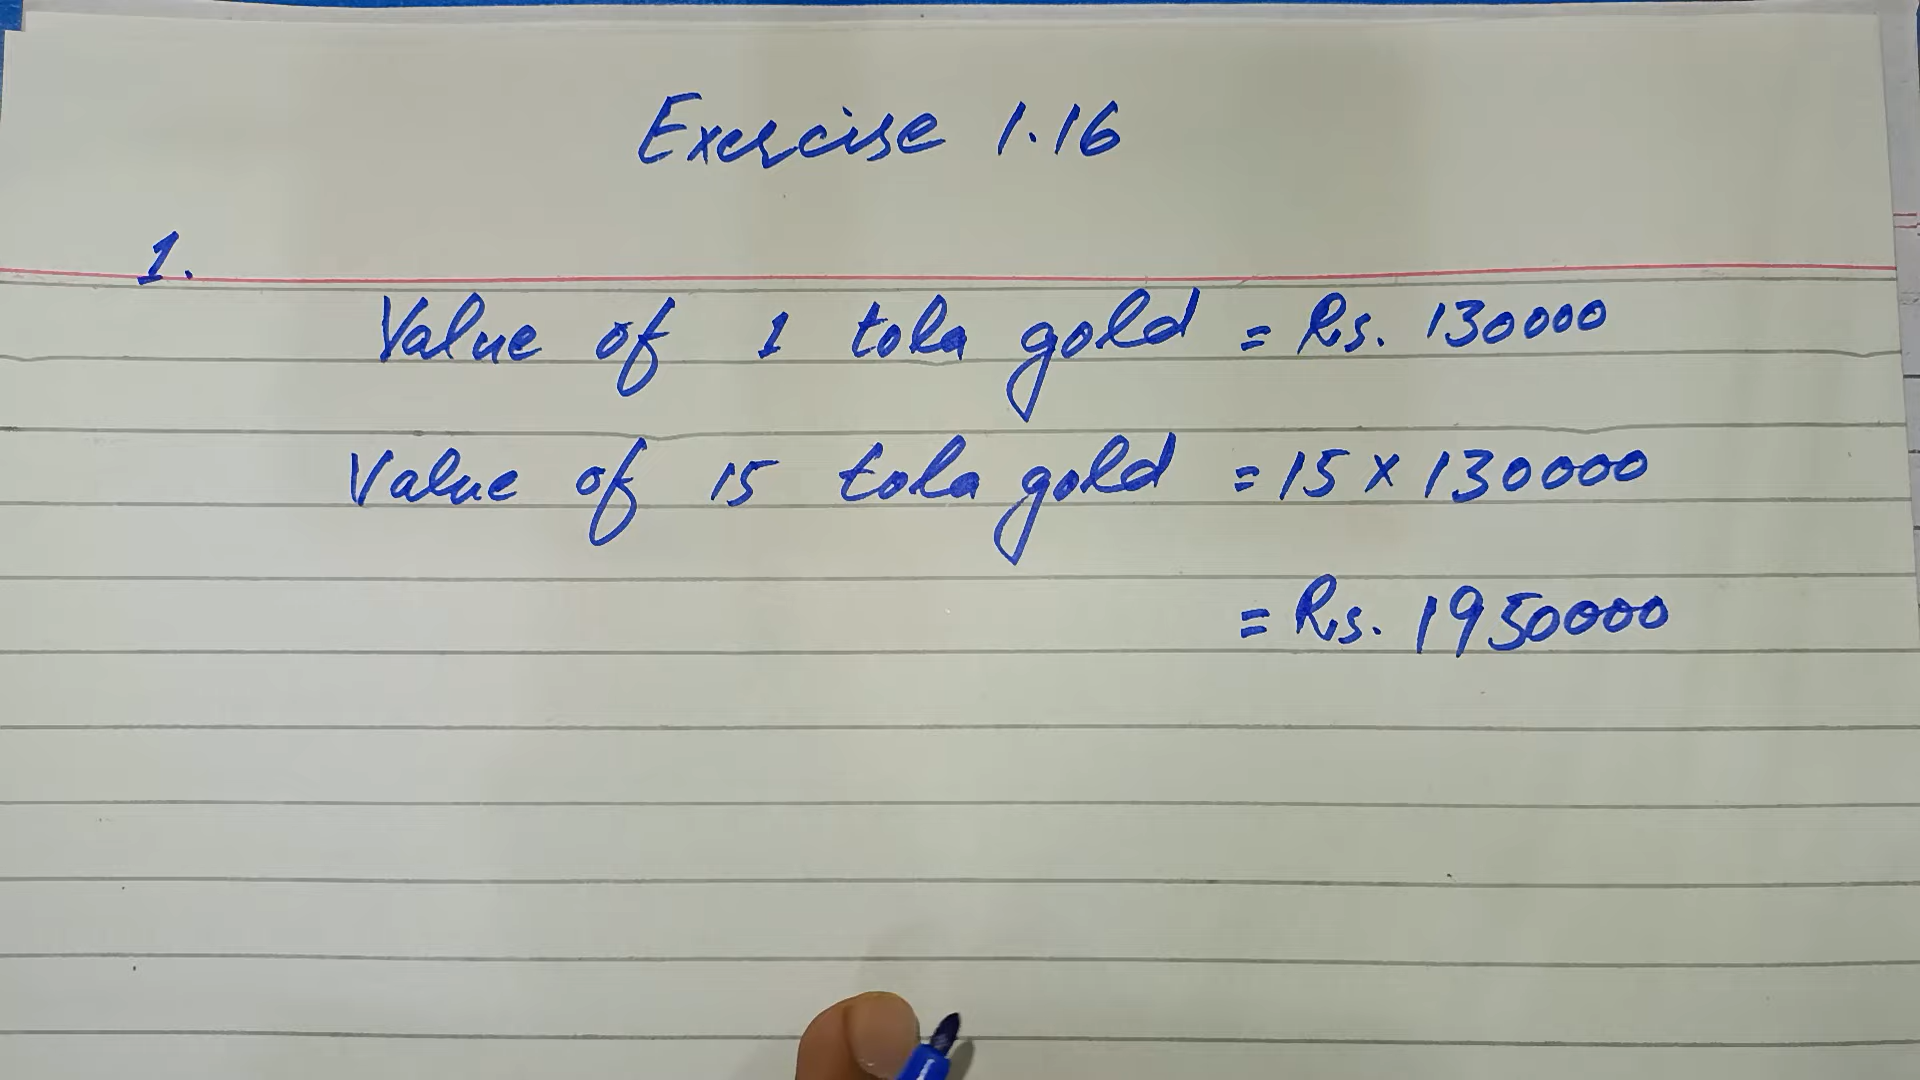 Exercise 1.16
1.
Value of 1 tola gold = Rs. 130000
Value of 15 tola gold = 15 × 130000
= Rs. 1950000